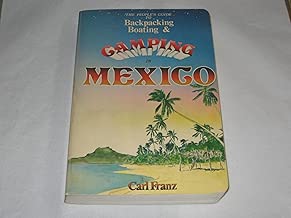 THE PEOPLE'S GUIDE
TO
Backpacking
Boating &
CAMPING
in
MEXICO
Carl Franz